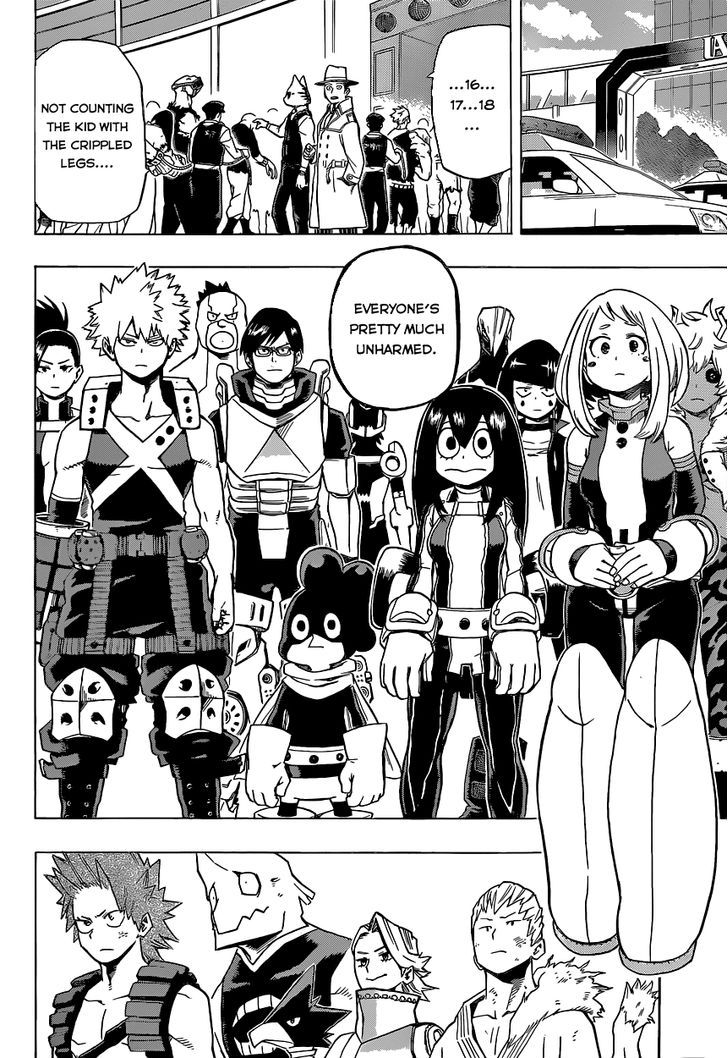 ...16...
17...18
...
NOT COUNTING
THE KID WITH
THE CRIPPLED
LEGS....
EVERYONE'S
PRETTY MUCH
UNHARMED.